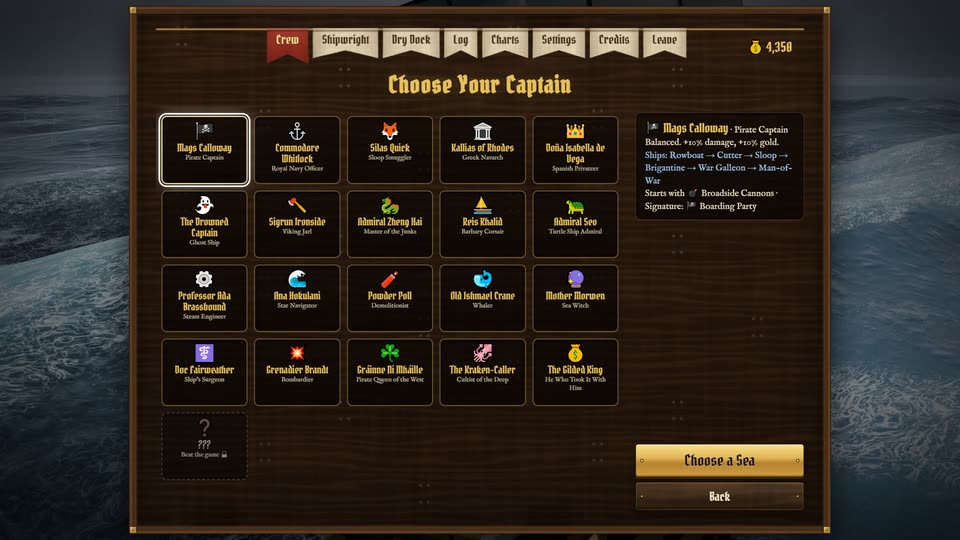 Crew
Shipwright
Dry Dock
Log
Charts
Settings
Credits
Leave
4,350
Choose Your Captain
Mags Calloway
Pirate Captain
Commodore
Whitlock
Royal Navy Officer
Silas Quick
Sloop Smuggler
Kallias of Rhodes
Greek Navarch
Doña Isabella de
Vega
Spanish Privateer
Mags Calloway · Pirate Captain
Balanced. +10% damage, +10% gold.
Ships: Rowboat → Cutter → Sloop →
Brigantine → War Galleon → Man-of-
War
Starts with Broadside Cannons ·
Signature: Boarding Party
The Drowned
Captain
Ghost Ship
Sigrun Ironside
Viking Jarl
Admiral Zheng Hai
Master of the Junks
Reis Khalid
Barbary Corsair
Admiral Seo
Turtle Ship Admiral
Professor Ada
Brassbound
Steam Engineer
Ana Hokulani
Star Navigator
Powder Poll
Demolitionist
Old Ishmael Crane
Whaler
Mother Morwen
Sea Witch
Doc Fairweather
Ship's Surgeon
Grenadier Brandt
Bombardier
Gráinne Ní Mháille
Pirate Queen of the West
The Kraken-Caller
Cultist of the Deep
The Gilded King
He Who Took It With
Him
?
???
Beat the game
Choose a Sea
Back